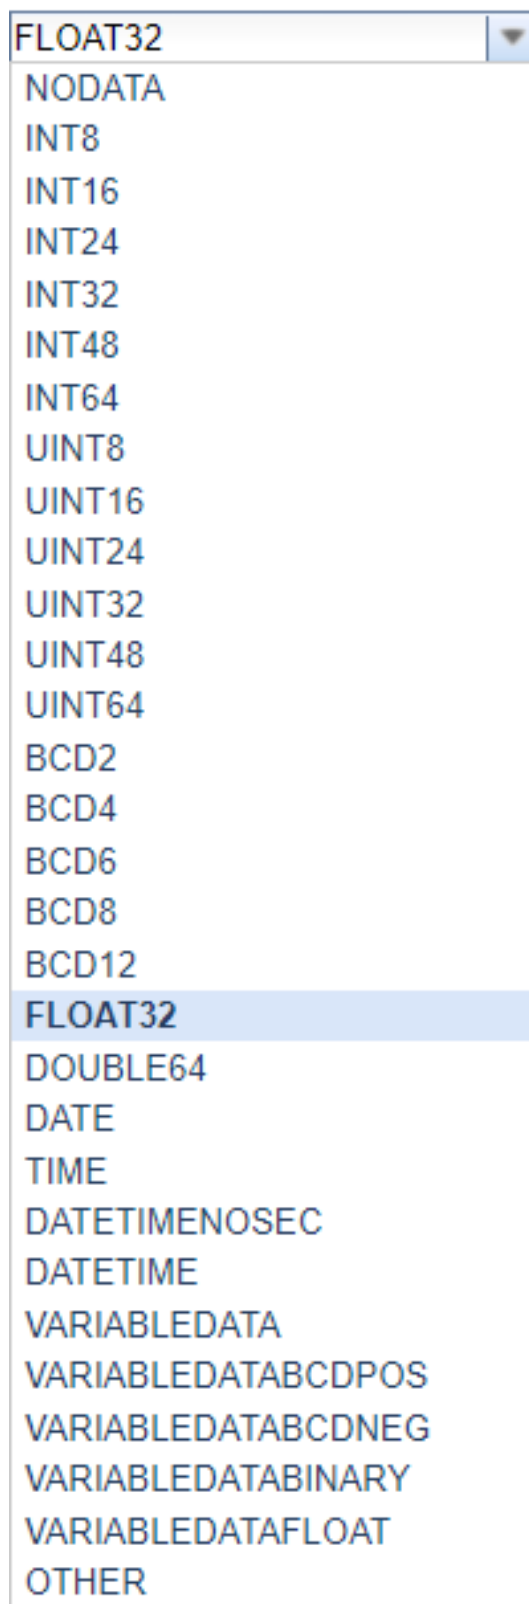 FLOAT32
NODATA
INT8
INT16
INT24
INT32
INT48
INT64
UINT8
UINT16
UINT24
UINT32
UINT48
UINT64
BCD2
BCD4
BCD6
BCD8
BCD12
FLOAT32
DOUBLE64
DATE
TIME
DATETIMENOSEC
DATETIME
VARIABLEDATA
VARIABLEDATABCDPOS
VARIABLEDATABCDNEG
VARIABLEDATABINARY
VARIABLEDATAFLOAT
OTHER